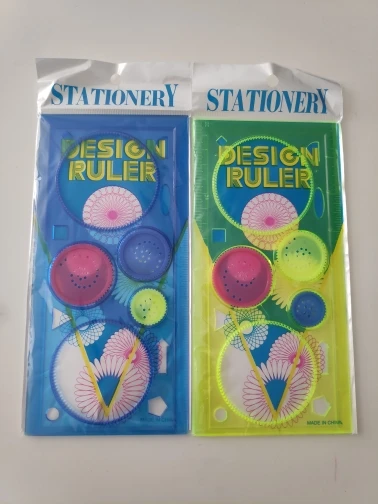 STATIONERY
DESIGN
RULER
STATIONERY
DESIGN
RULER
MADE IN CHINA